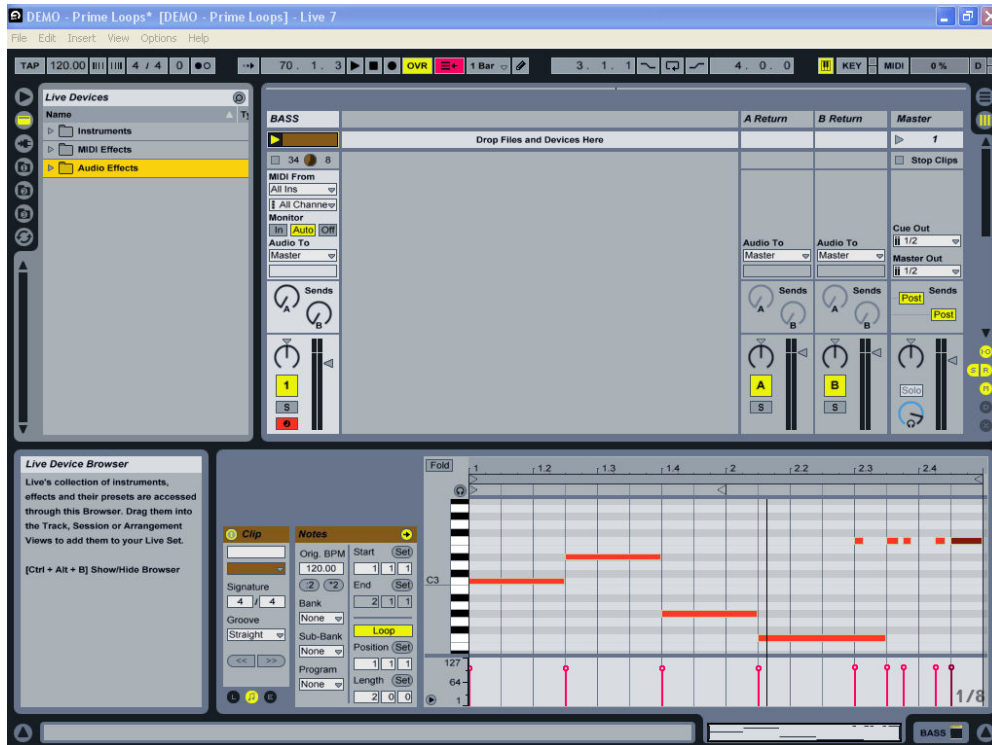 DEMO - Prime Loops* [DEMO - Prime Loops] - Live 7
File Edit Insert View Options Help
TAP 120.00 4 / 4 0 70. 1. 3 OVR 1 Bar 3. 1. 1 4. 0. 0 KEY MIDI 0 % D
Live Devices
Name Ty
Instruments
MIDI Effects
Audio Effects
BASS A Return B Return Master
Drop Files and Devices Here 1
34 8 Stop Clips
MIDI From
All Ins
All Channe
Monitor
In Auto Off
Audio To
Master
Audio To
Master
Audio To
Master
Cue Out
1/2
Master Out
1/2
Sends Sends Sends Sends
A B A B A B Post Post
1 A B Solo
S S S
I-O
S R
M
Live Device Browser
Live's collection of instruments,
effects and their presets are accessed
through this Browser. Drag them into
the Track, Session or Arrangement
Views to add them to your Live Set.
[Ctrl + Alt + B] Show/Hide Browser
Clip
Signature
4 / 4
Groove
Straight
<< >>
L E
Notes
Orig. BPM
120.00
:2 *2
Bank
None
Sub-Bank
None
Program
None
Start Set
1 1 1
End Set
2 1 1
Loop
Position Set
1 1 1
Length Set
2 0 0
Fold 1 1.2 1.3 1.4 2 2.2 2.3 2.4
C3
127
64
1
1/8
BASS